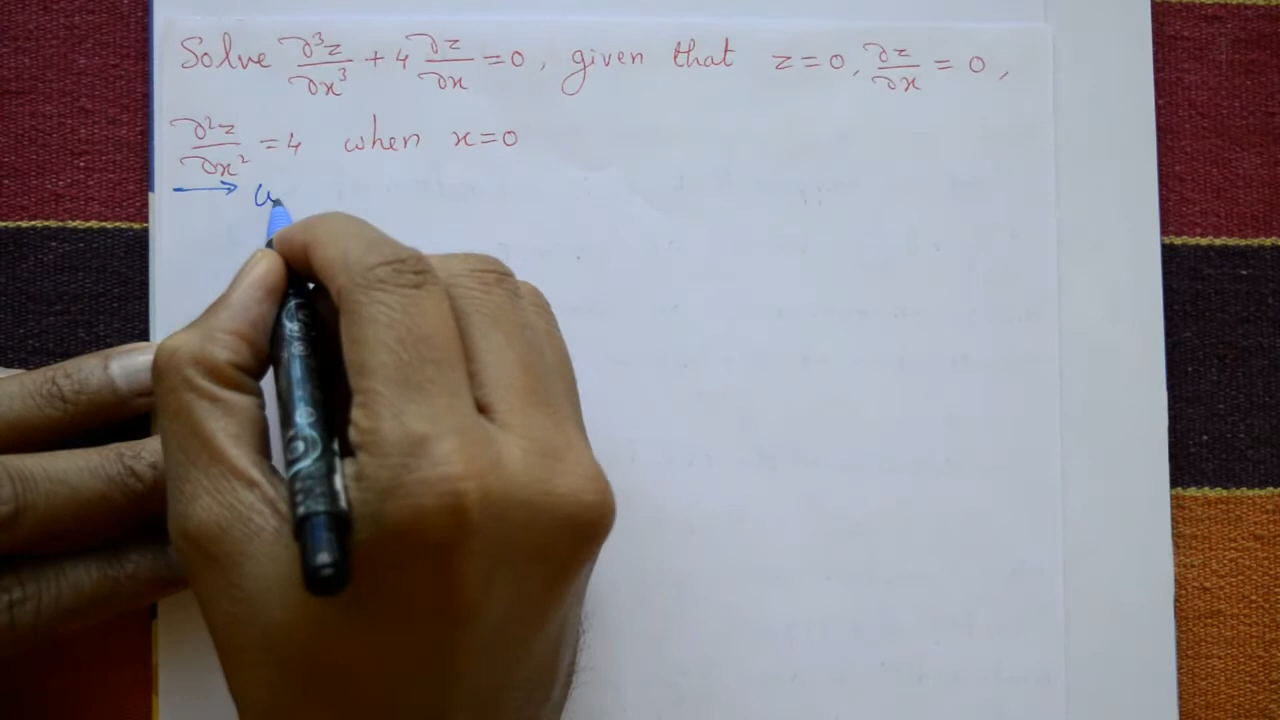 Solve ∂³z/∂x³ + 4 ∂z/∂x = 0, given that z = 0, ∂z/∂x = 0,
∂²z/∂x² = 4 when x = 0
→